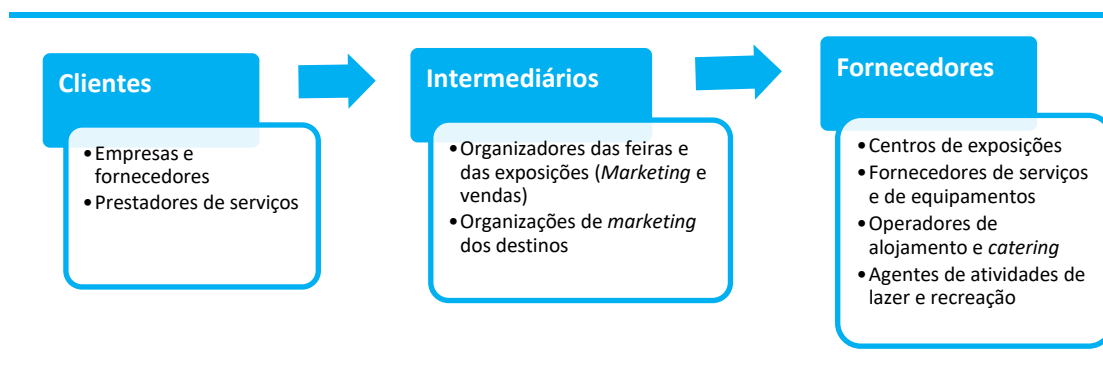 Clientes
•Empresas e
fornecedores
•Prestadores de serviços
Intermediários
•Organizadores das feiras e
das exposições (Marketing e
vendas)
•Organizações de marketing
dos destinos
Fornecedores
•Centros de exposições
•Fornecedores de serviços
e de equipamentos
•Operadores de
alojamento e catering
•Agentes de atividades de
lazer e recreação